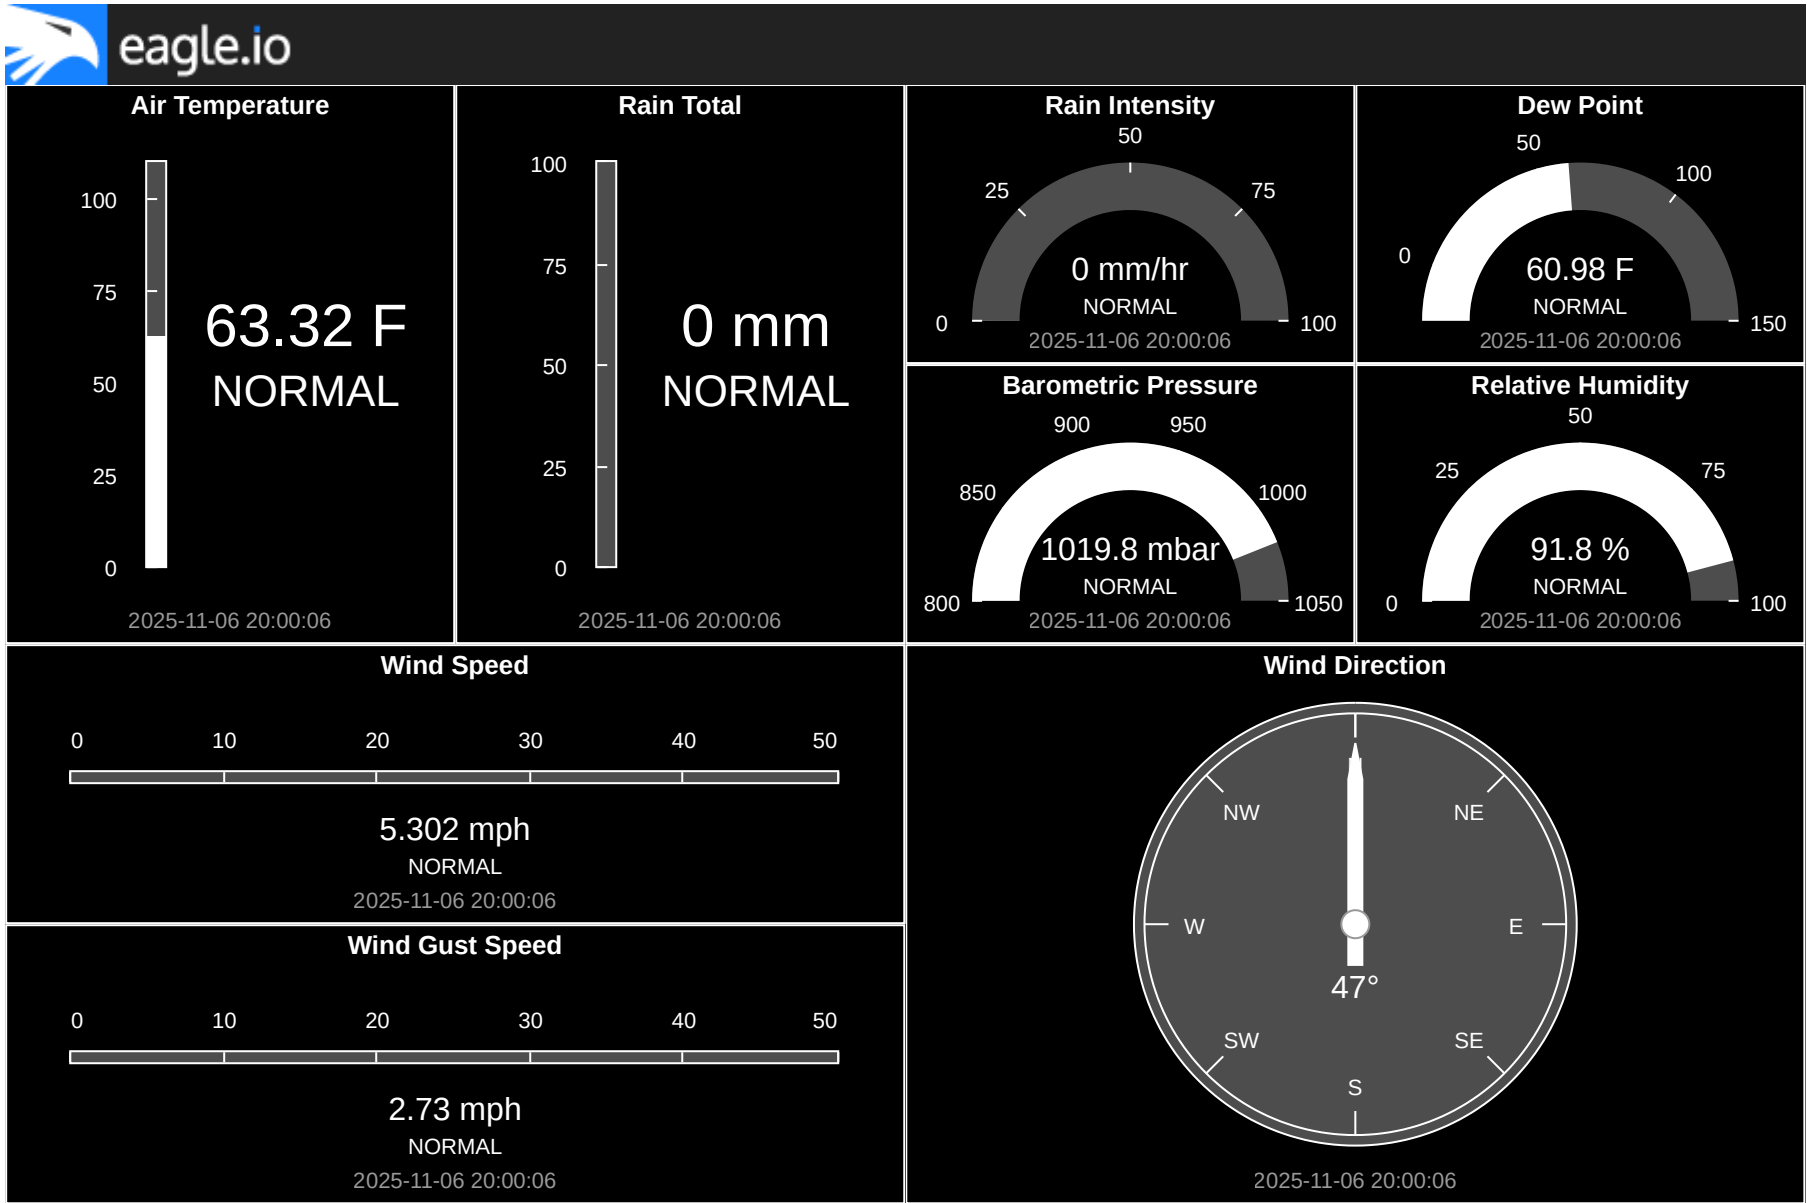 eagle.io
Air Temperature
100
75
50
25
0
63.32 F
NORMAL
2025-11-06 20:00:06
Rain Total
100
75
50
25
0
0 mm
NORMAL
2025-11-06 20:00:06
Rain Intensity
50
25
75
0
100
0 mm/hr
NORMAL
2025-11-06 20:00:06
Dew Point
50
100
0
150
60.98 F
NORMAL
2025-11-06 20:00:06
Barometric Pressure
900
950
850
1000
800
1050
1019.8 mbar
NORMAL
2025-11-06 20:00:06
Relative Humidity
50
25
75
0
100
91.8 %
NORMAL
2025-11-06 20:00:06
Wind Speed
0 10 20 30 40 50
5.302 mph
NORMAL
2025-11-06 20:00:06
Wind Gust Speed
0 10 20 30 40 50
2.73 mph
NORMAL
2025-11-06 20:00:06
Wind Direction
NW NE
W E
47°
SW SE
S
2025-11-06 20:00:06